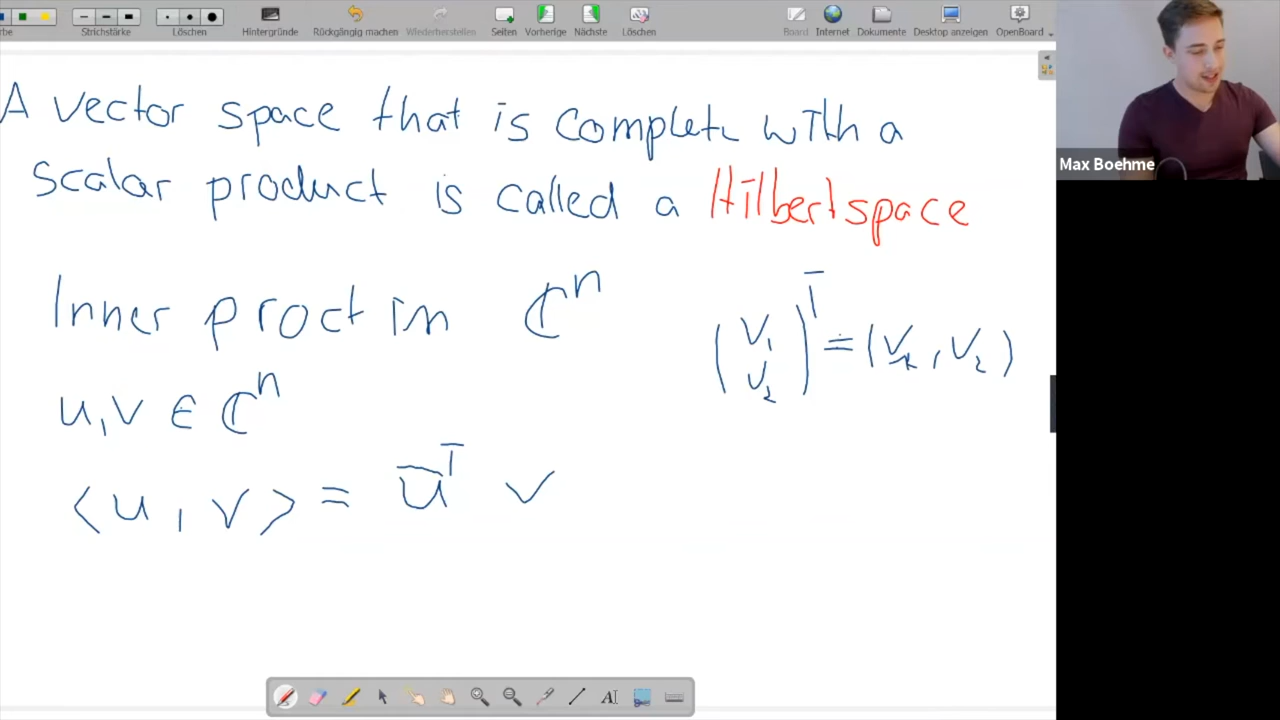 Strichstärke Löschen Hintergründe Rückgängig machen Wiederherstellen Seiten Vorherige Nächste Löschen Board Internet Dokumente Desktop anzeigen OpenBoard
A vector space that is complete with a
scalar product is called a Hilbertspace
Inner proct in ℂⁿ
(v₁ v₂)ᵀ = (v₁, v₂)
u, v ∈ ℂⁿ
⟨u, v⟩ = u̅ᵀ v
Max Boehme
AI